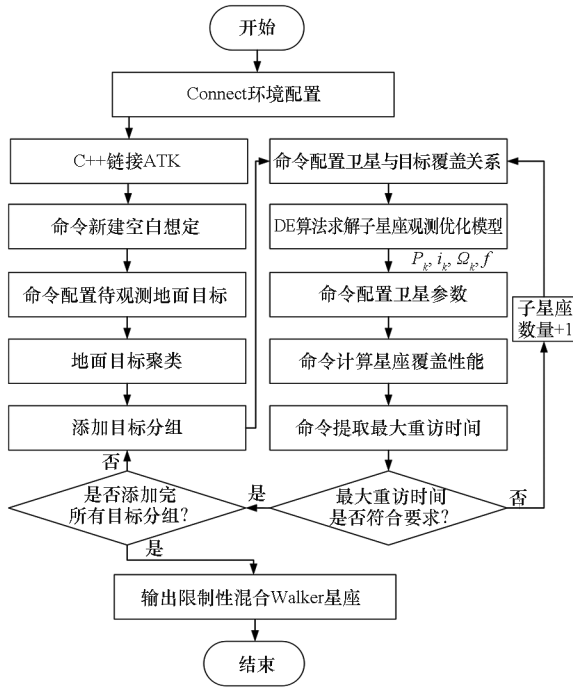 开始
Connect环境配置
C++链接ATK
命令新建空白想定
命令配置待观测地面目标
地面目标聚类
添加目标分组
命令配置卫星与目标覆盖关系
DE算法求解子星座观测优化模型
P_k, i_k, Ω_k, f
命令配置卫星参数
命令计算星座覆盖性能
命令提取最大重访时间
子星座
数量+1
最大重访时间
是否符合要求?
否
是
是否添加完
所有目标分组?
否
是
输出限制性混合Walker星座
结束